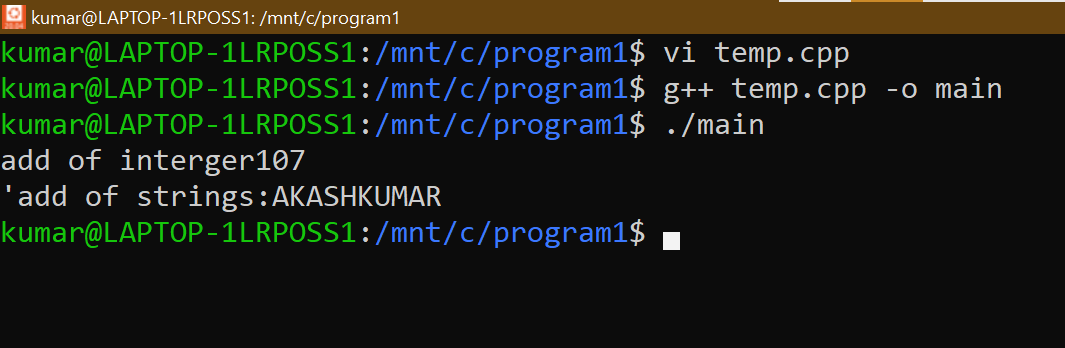 kumar@LAPTOP-1LRPOSS1: /mnt/c/program1
kumar@LAPTOP-1LRPOSS1:/mnt/c/program1$ vi temp.cpp
kumar@LAPTOP-1LRPOSS1:/mnt/c/program1$ g++ temp.cpp -o main
kumar@LAPTOP-1LRPOSS1:/mnt/c/program1$ ./main
add of interger107
'add of strings:AKASHKUMAR
kumar@LAPTOP-1LRPOSS1:/mnt/c/program1$